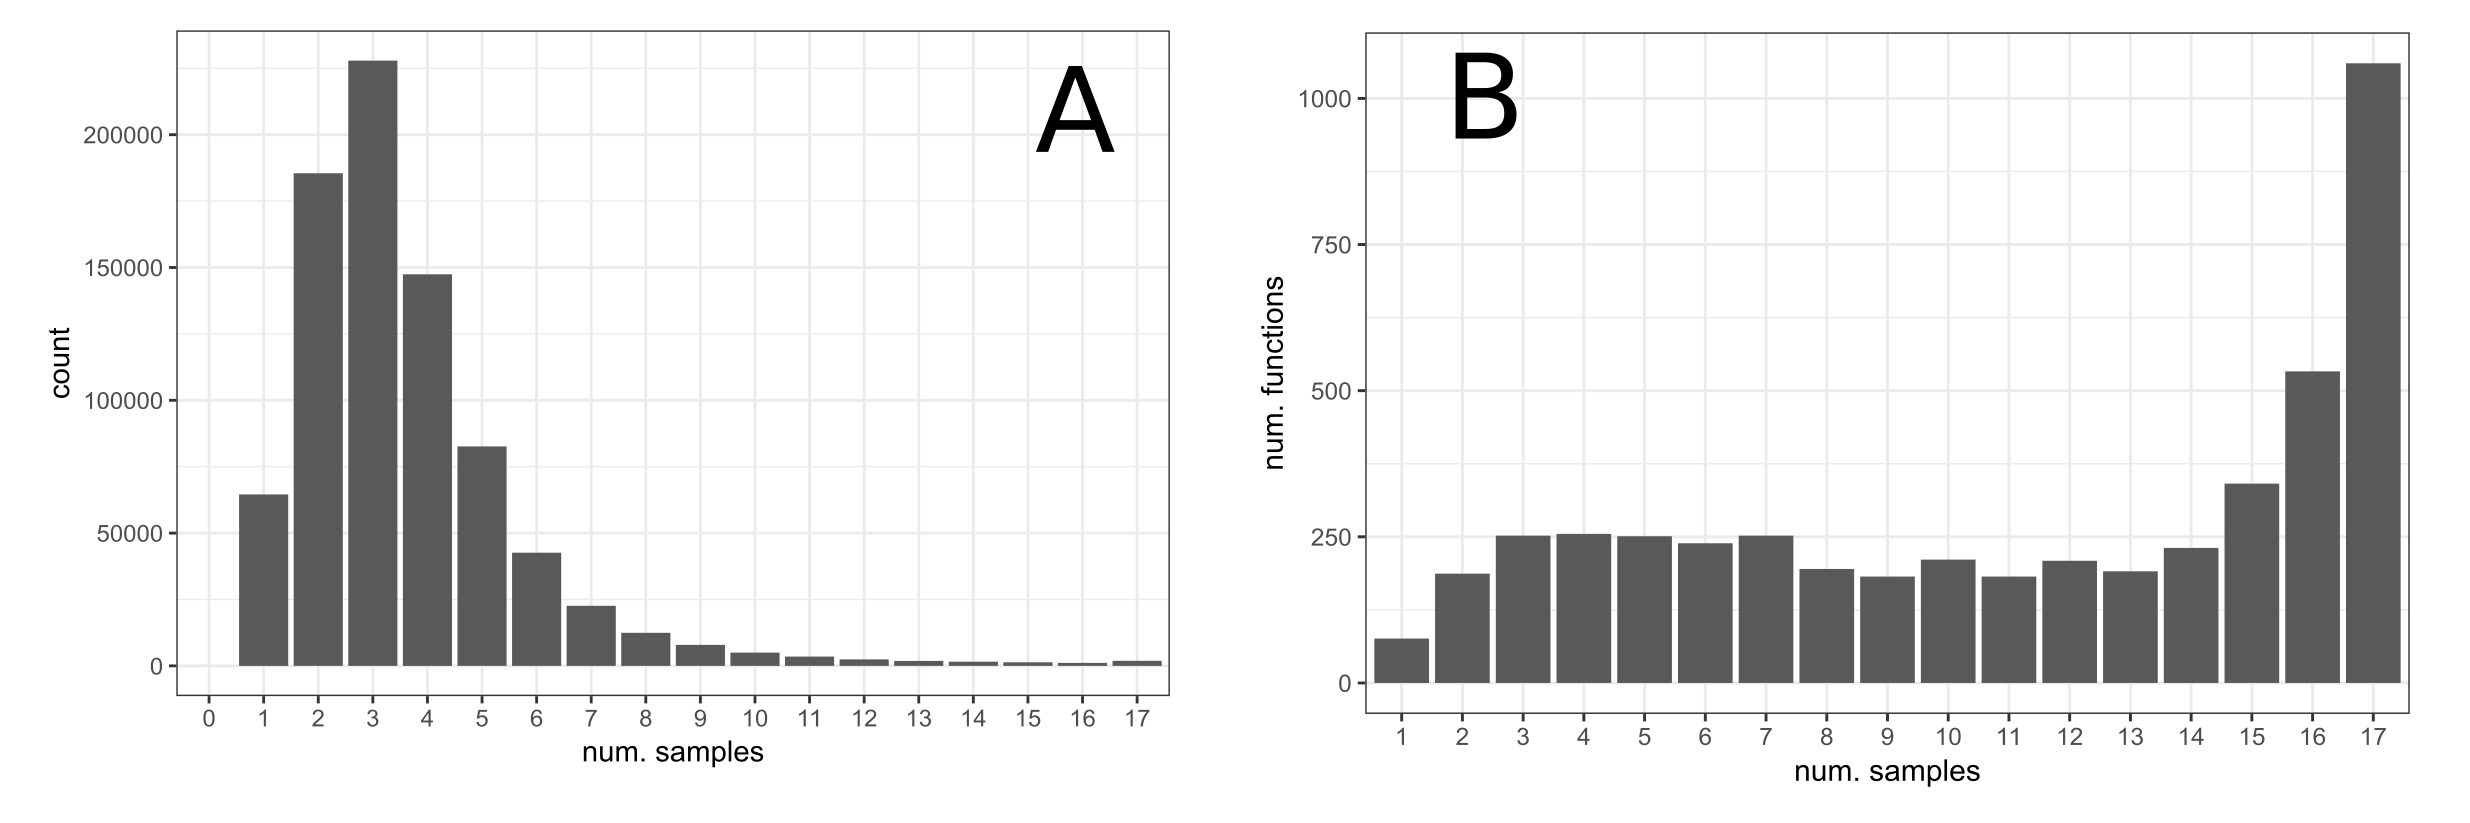 A
count
200000
150000
100000
50000
0
0 1 2 3 4 5 6 7 8 9 10 11 12 13 14 15 16 17
num. samples
B
num. functions
1000
750
500
250
0
1 2 3 4 5 6 7 8 9 10 11 12 13 14 15 16 17
num. samples